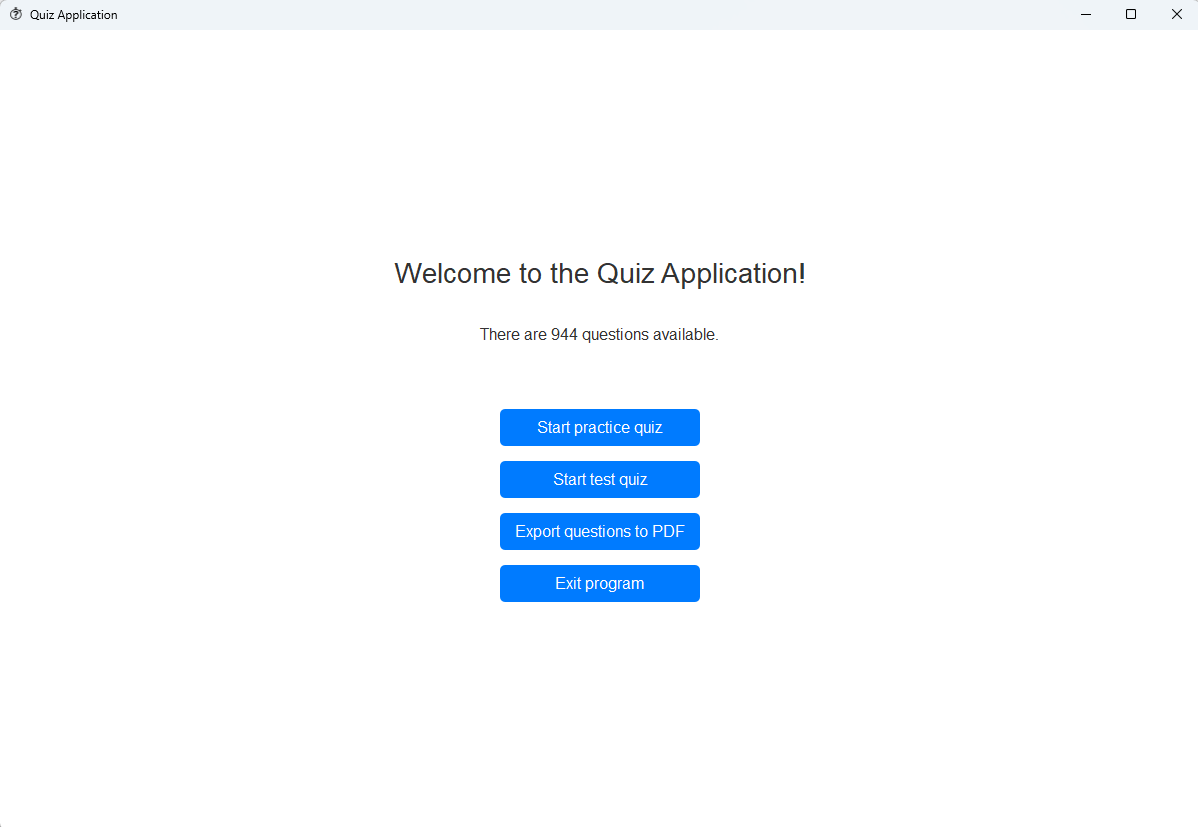 Quiz Application
Welcome to the Quiz Application!
There are 944 questions available.
Start practice quiz
Start test quiz
Export questions to PDF
Exit program